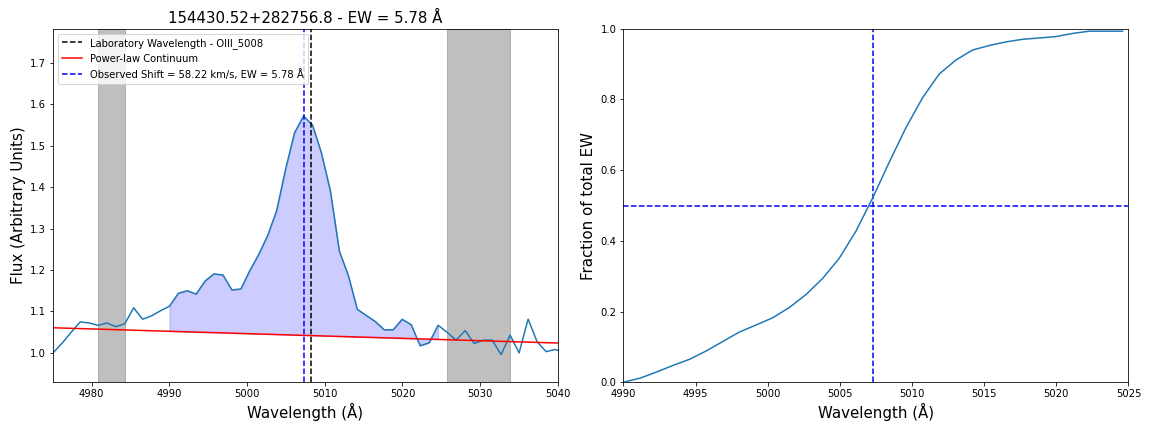 154430.52+282756.8 - EW = 5.78 Å
Laboratory Wavelength - OIII_5008
Power-law Continuum
Observed Shift = 58.22 km/s, EW = 5.78 Å
Flux (Arbitrary Units)
1.7
1.6
1.5
1.4
1.3
1.2
1.1
1.0
4980 4990 5000 5010 5020 5030 5040
Wavelength (Å)
Fraction of total EW
1.0
0.8
0.6
0.4
0.2
0.0
4990 4995 5000 5005 5010 5015 5020 5025
Wavelength (Å)